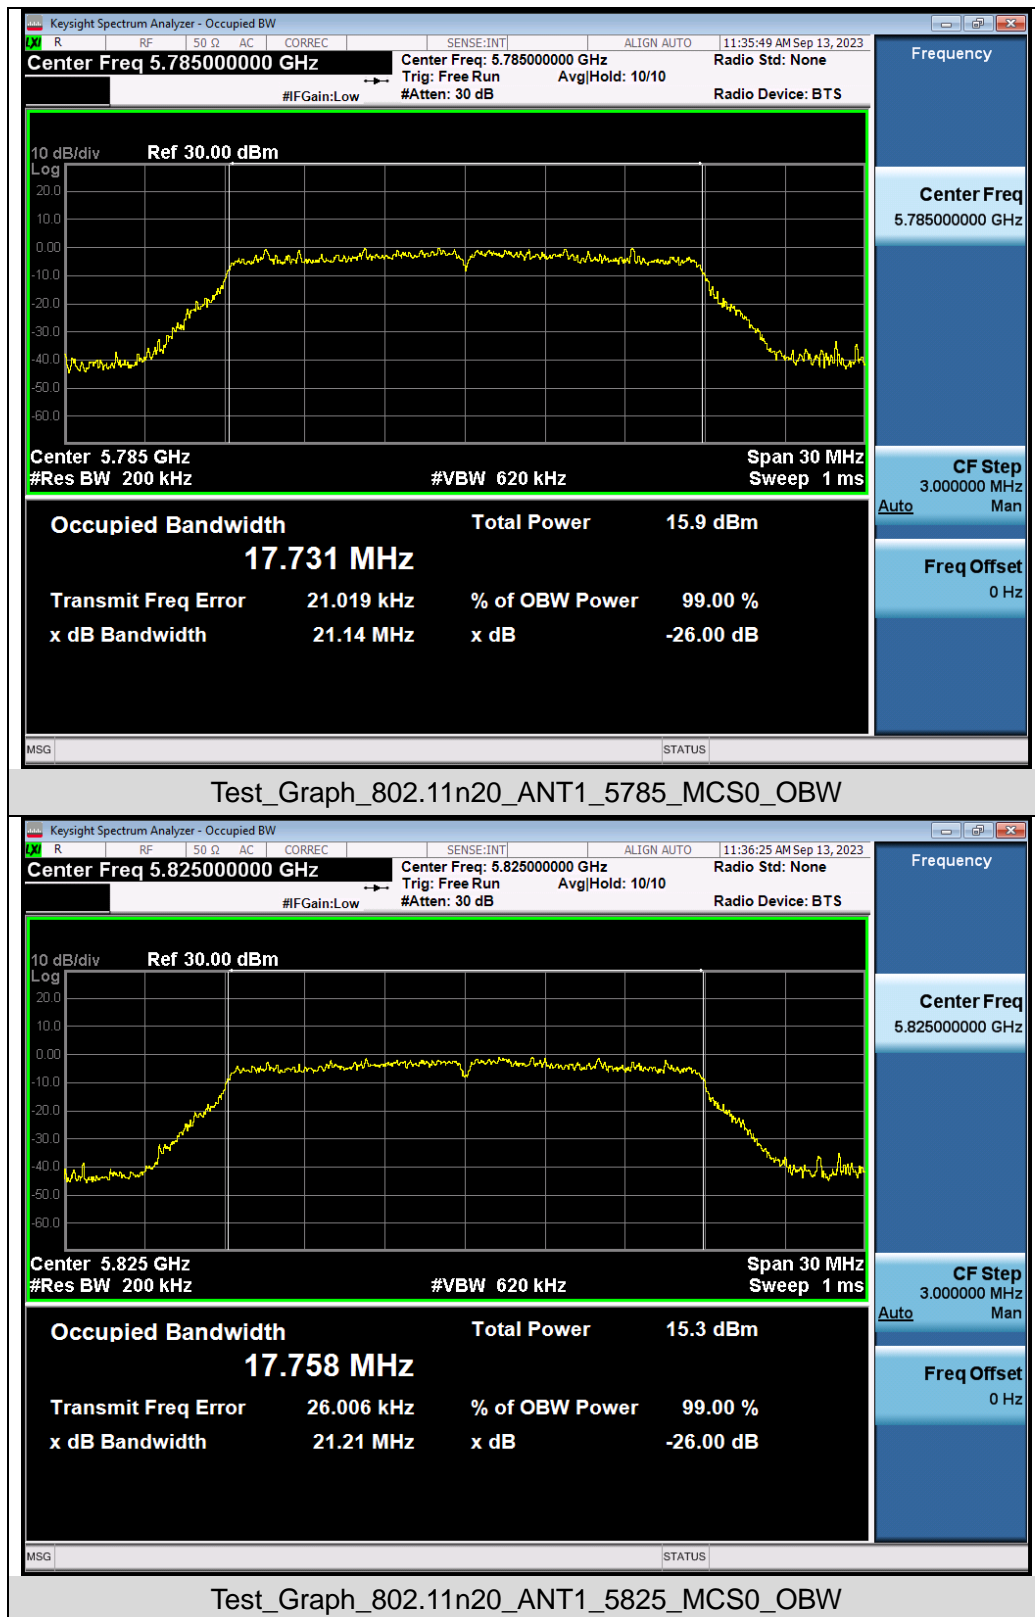 Keysight Spectrum Analyzer - Occupied BW
LXI R RF 50 Ω AC CORREC SENSE:INT ALIGN AUTO 11:35:49 AM Sep 13, 2023
Center Freq 5.785000000 GHz
Center Freq: 5.785000000 GHz
Radio Std: None
Trig: Free Run Avg|Hold: 10/10
#IFGain:Low #Atten: 30 dB Radio Device: BTS
10 dB/div Ref 30.00 dBm
Log
20.0
10.0
0.00
-10.0
-20.0
-30.0
-40.0
-50.0
-60.0
Center 5.785 GHz Span 30 MHz
#Res BW 200 kHz #VBW 620 kHz Sweep 1 ms
Occupied Bandwidth Total Power 15.9 dBm
17.731 MHz
Transmit Freq Error 21.019 kHz % of OBW Power 99.00 %
x dB Bandwidth 21.14 MHz x dB -26.00 dB
Frequency
Center Freq
5.785000000 GHz
CF Step
3.000000 MHz
Auto Man
Freq Offset
0 Hz
MSG STATUS
Test_Graph_802.11n20_ANT1_5785_MCS0_OBW
Keysight Spectrum Analyzer - Occupied BW
LXI R RF 50 Ω AC CORREC SENSE:INT ALIGN AUTO 11:36:25 AM Sep 13, 2023
Center Freq 5.825000000 GHz
Center Freq: 5.825000000 GHz
Radio Std: None
Trig: Free Run Avg|Hold: 10/10
#IFGain:Low #Atten: 30 dB Radio Device: BTS
10 dB/div Ref 30.00 dBm
Log
20.0
10.0
0.00
-10.0
-20.0
-30.0
-40.0
-50.0
-60.0
Center 5.825 GHz Span 30 MHz
#Res BW 200 kHz #VBW 620 kHz Sweep 1 ms
Occupied Bandwidth Total Power 15.3 dBm
17.758 MHz
Transmit Freq Error 26.006 kHz % of OBW Power 99.00 %
x dB Bandwidth 21.21 MHz x dB -26.00 dB
Frequency
Center Freq
5.825000000 GHz
CF Step
3.000000 MHz
Auto Man
Freq Offset
0 Hz
MSG STATUS
Test_Graph_802.11n20_ANT1_5825_MCS0_OBW